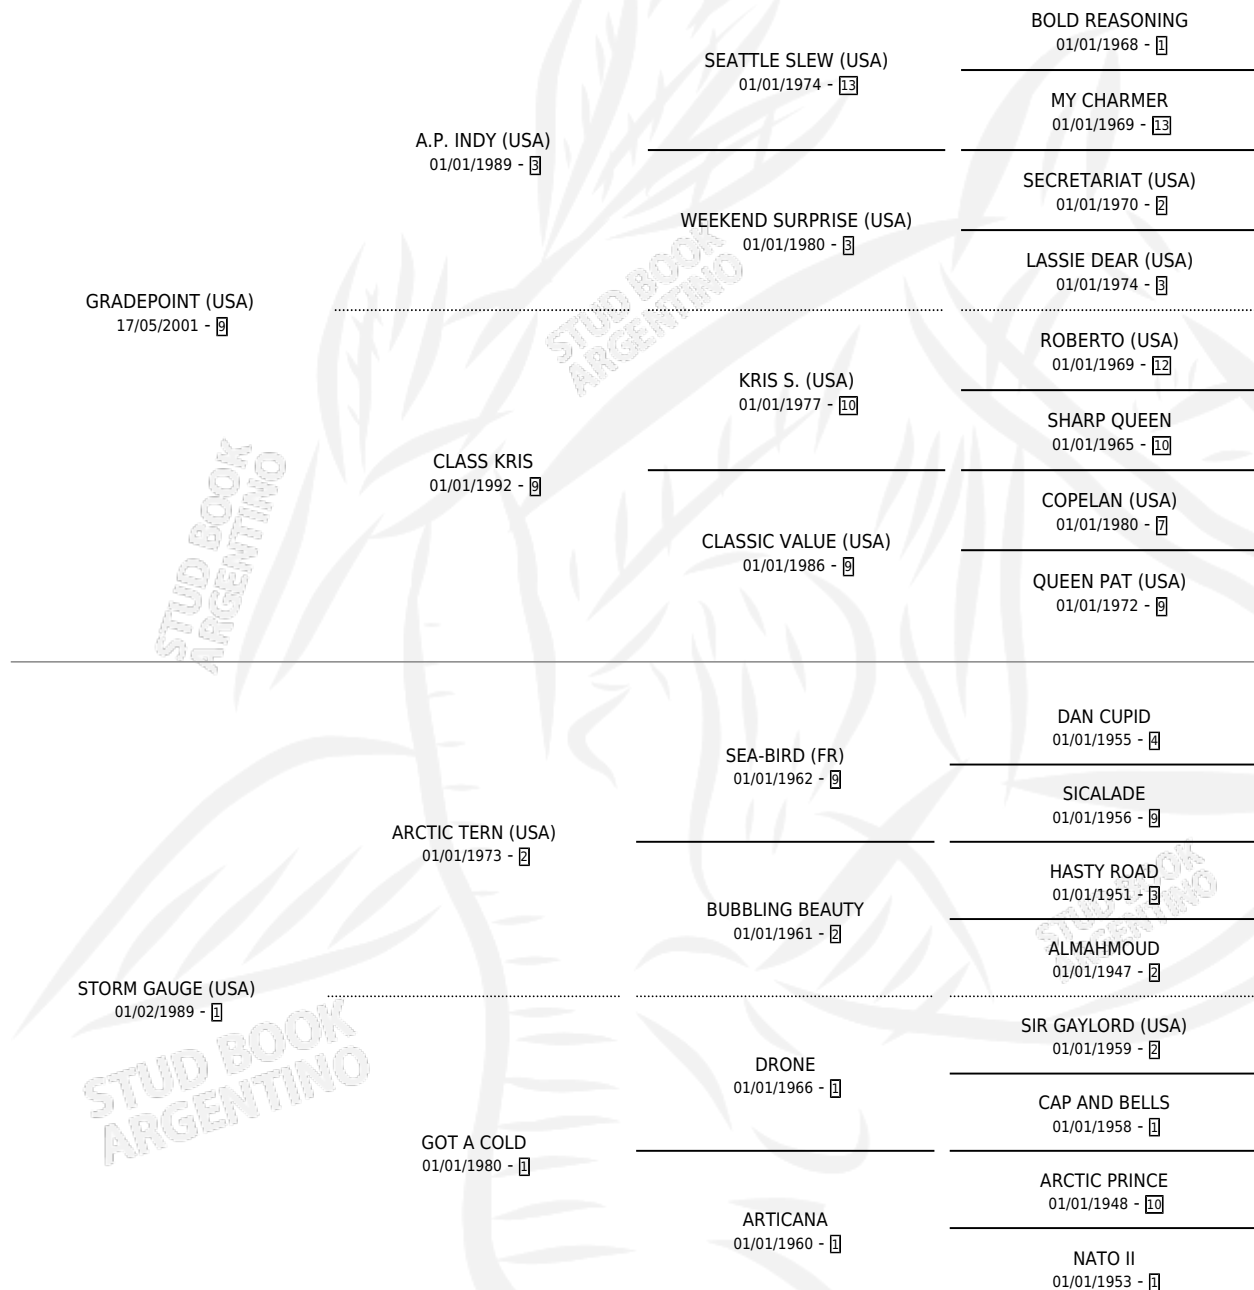 BOLD REASONING
01/01/1968 - 1
SEATTLE SLEW (USA)
01/01/1974 - 13
MY CHARMER
01/01/1969 - 13
A.P. INDY (USA)
01/01/1989 - 3
SECRETARIAT (USA)
01/01/1970 - 2
WEEKEND SURPRISE (USA)
01/01/1980 - 3
LASSIE DEAR (USA)
01/01/1974 - 3
GRADEPOINT (USA)
17/05/2001 - 9
ROBERTO (USA)
01/01/1969 - 12
KRIS S. (USA)
01/01/1977 - 10
SHARP QUEEN
01/01/1965 - 10
CLASS KRIS
01/01/1992 - 9
COPELAN (USA)
01/01/1980 - 7
CLASSIC VALUE (USA)
01/01/1986 - 9
QUEEN PAT (USA)
01/01/1972 - 9
DAN CUPID
01/01/1955 - 4
SEA-BIRD (FR)
01/01/1962 - 9
SICALADE
01/01/1956 - 9
ARCTIC TERN (USA)
01/01/1973 - 2
HASTY ROAD
01/01/1951 - 3
BUBBLING BEAUTY
01/01/1961 - 2
ALMAHMOUD
01/01/1947 - 2
STORM GAUGE (USA)
01/02/1989 - 1
SIR GAYLORD (USA)
01/01/1959 - 2
DRONE
01/01/1966 - 1
CAP AND BELLS
01/01/1958 - 1
GOT A COLD
01/01/1980 - 1
ARCTIC PRINCE
01/01/1948 - 10
ARTICANA
01/01/1960 - 1
NATO II
01/01/1953 - 1
STUD BOOK
ARGENTINO
STUD BOOK
ARGENTINO
STUD BOOK
ARGENTINO
STUD BOOK
ARGENTINO